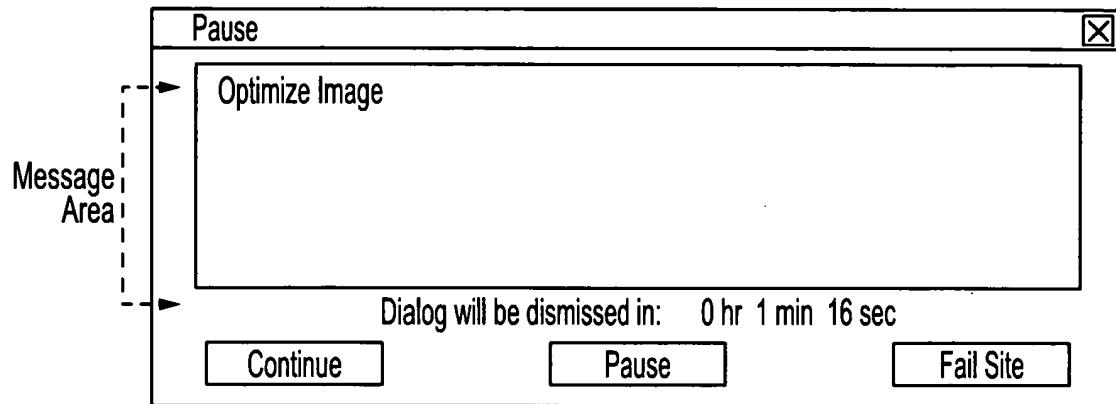 Pause
Optimize Image
Message
Area
Dialog will be dismissed in: 0 hr 1 min 16 sec
Continue
Pause
Fail Site